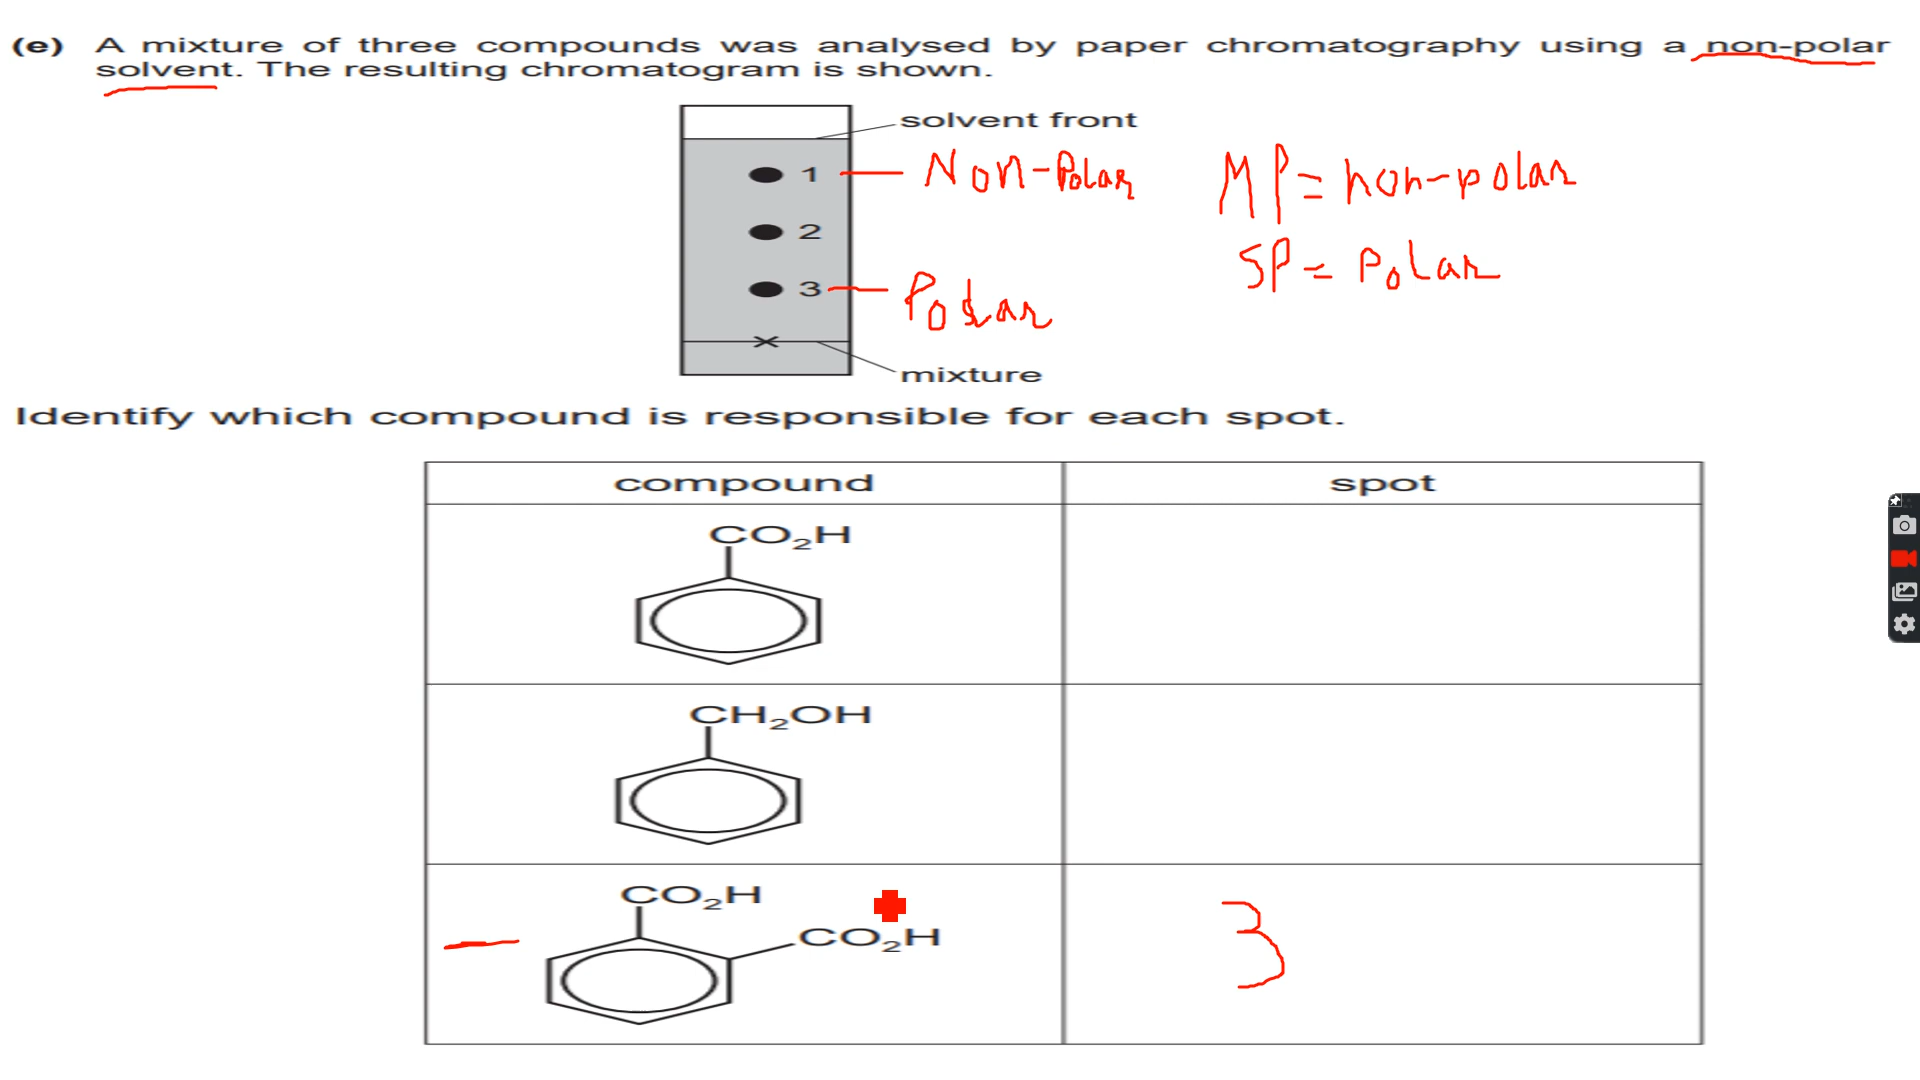 (e) A mixture of three compounds was analysed by paper chromatography using a non-polar
solvent. The resulting chromatogram is shown.
solvent front
1 Non-Polar
MP = non-polar
2
SP = Polar
3 Polar
mixture
Identify which compound is responsible for each spot.
compound spot
CO2H
CH2OH
CO2H
CO2H
3